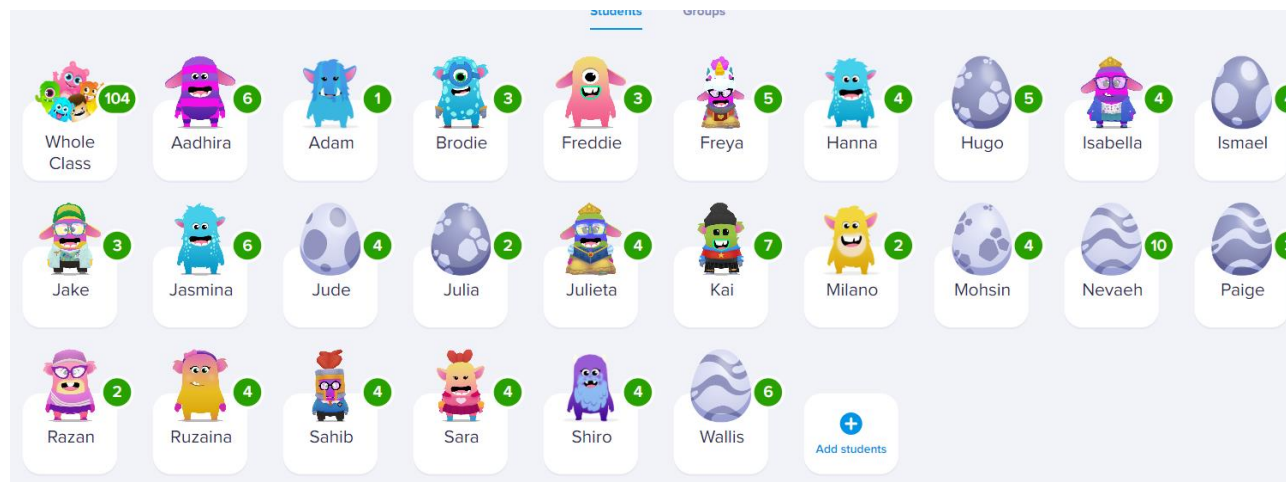 Students Groups
104 6 1 3 3 5 4 5 4
Whole Aadhira Adam Brodie Freddie Freya Hanna Hugo Isabella Ismael
Class
3 6 4 2 4 7 2 4 10
Jake Jasmina Jude Julia Julieta Kai Milano Mohsin Nevaeh Paige
2 4 4 4 4 6
Razan Ruzaina Sahib Sara Shiro Wallis
Add students